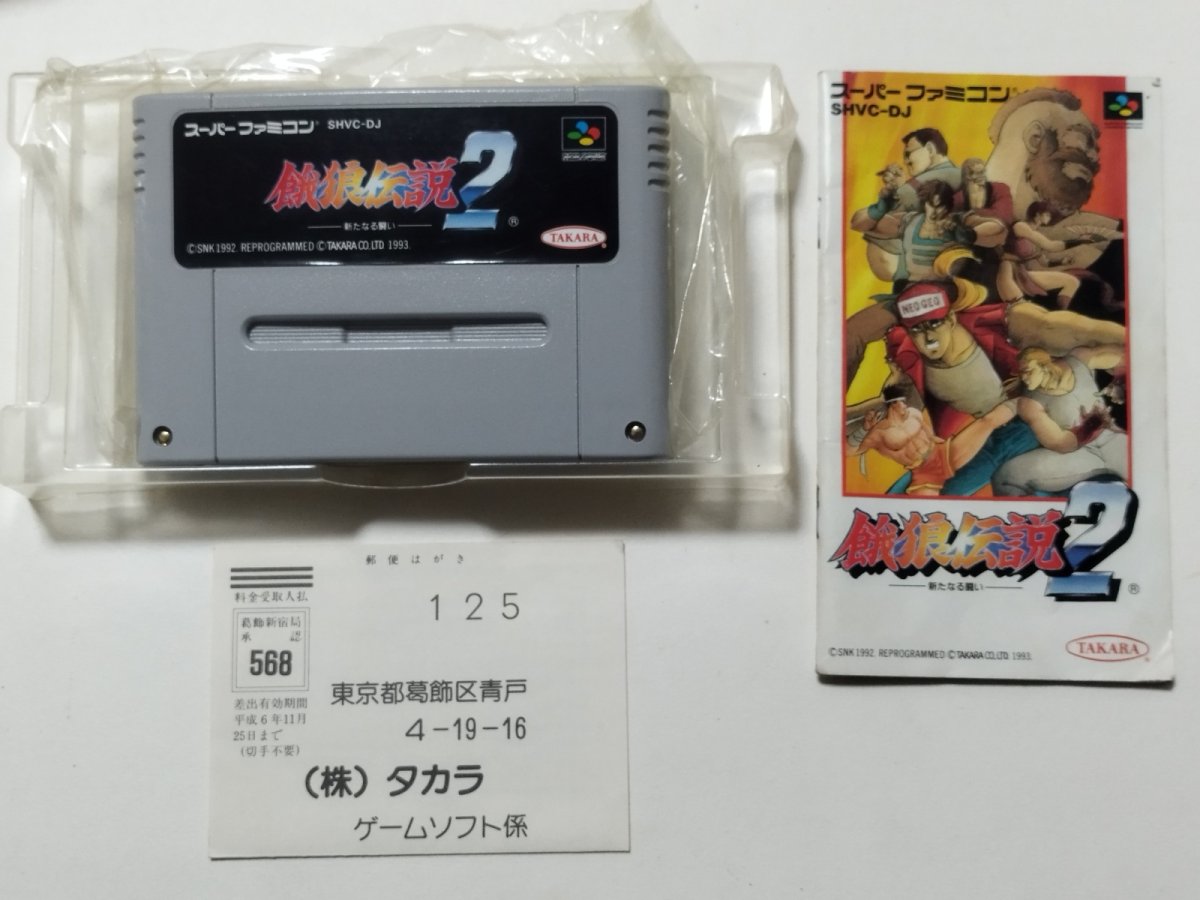 スーパーファミコン® SHVC-DJ
餓狼伝説2
新たなる闘い
®
©SNK 1992. REPROGRAMMED ©TAKARA CO.,LTD 1993.
TAKARA
スーパーファミコン®
SHVC-DJ
NEO・GEO
餓狼伝説2
新たなる闘い
®
©SNK 1992. REPROGRAMMED ©TAKARA CO.,LTD. 1993.
TAKARA
郵便はがき
料金受取人払
125
葛飾新宿局
承認
568
差出有効期間
平成6年11月
25日まで
(切手不要)
東京都葛飾区青戸
4-19-16
(株)タカラ
ゲームソフト係